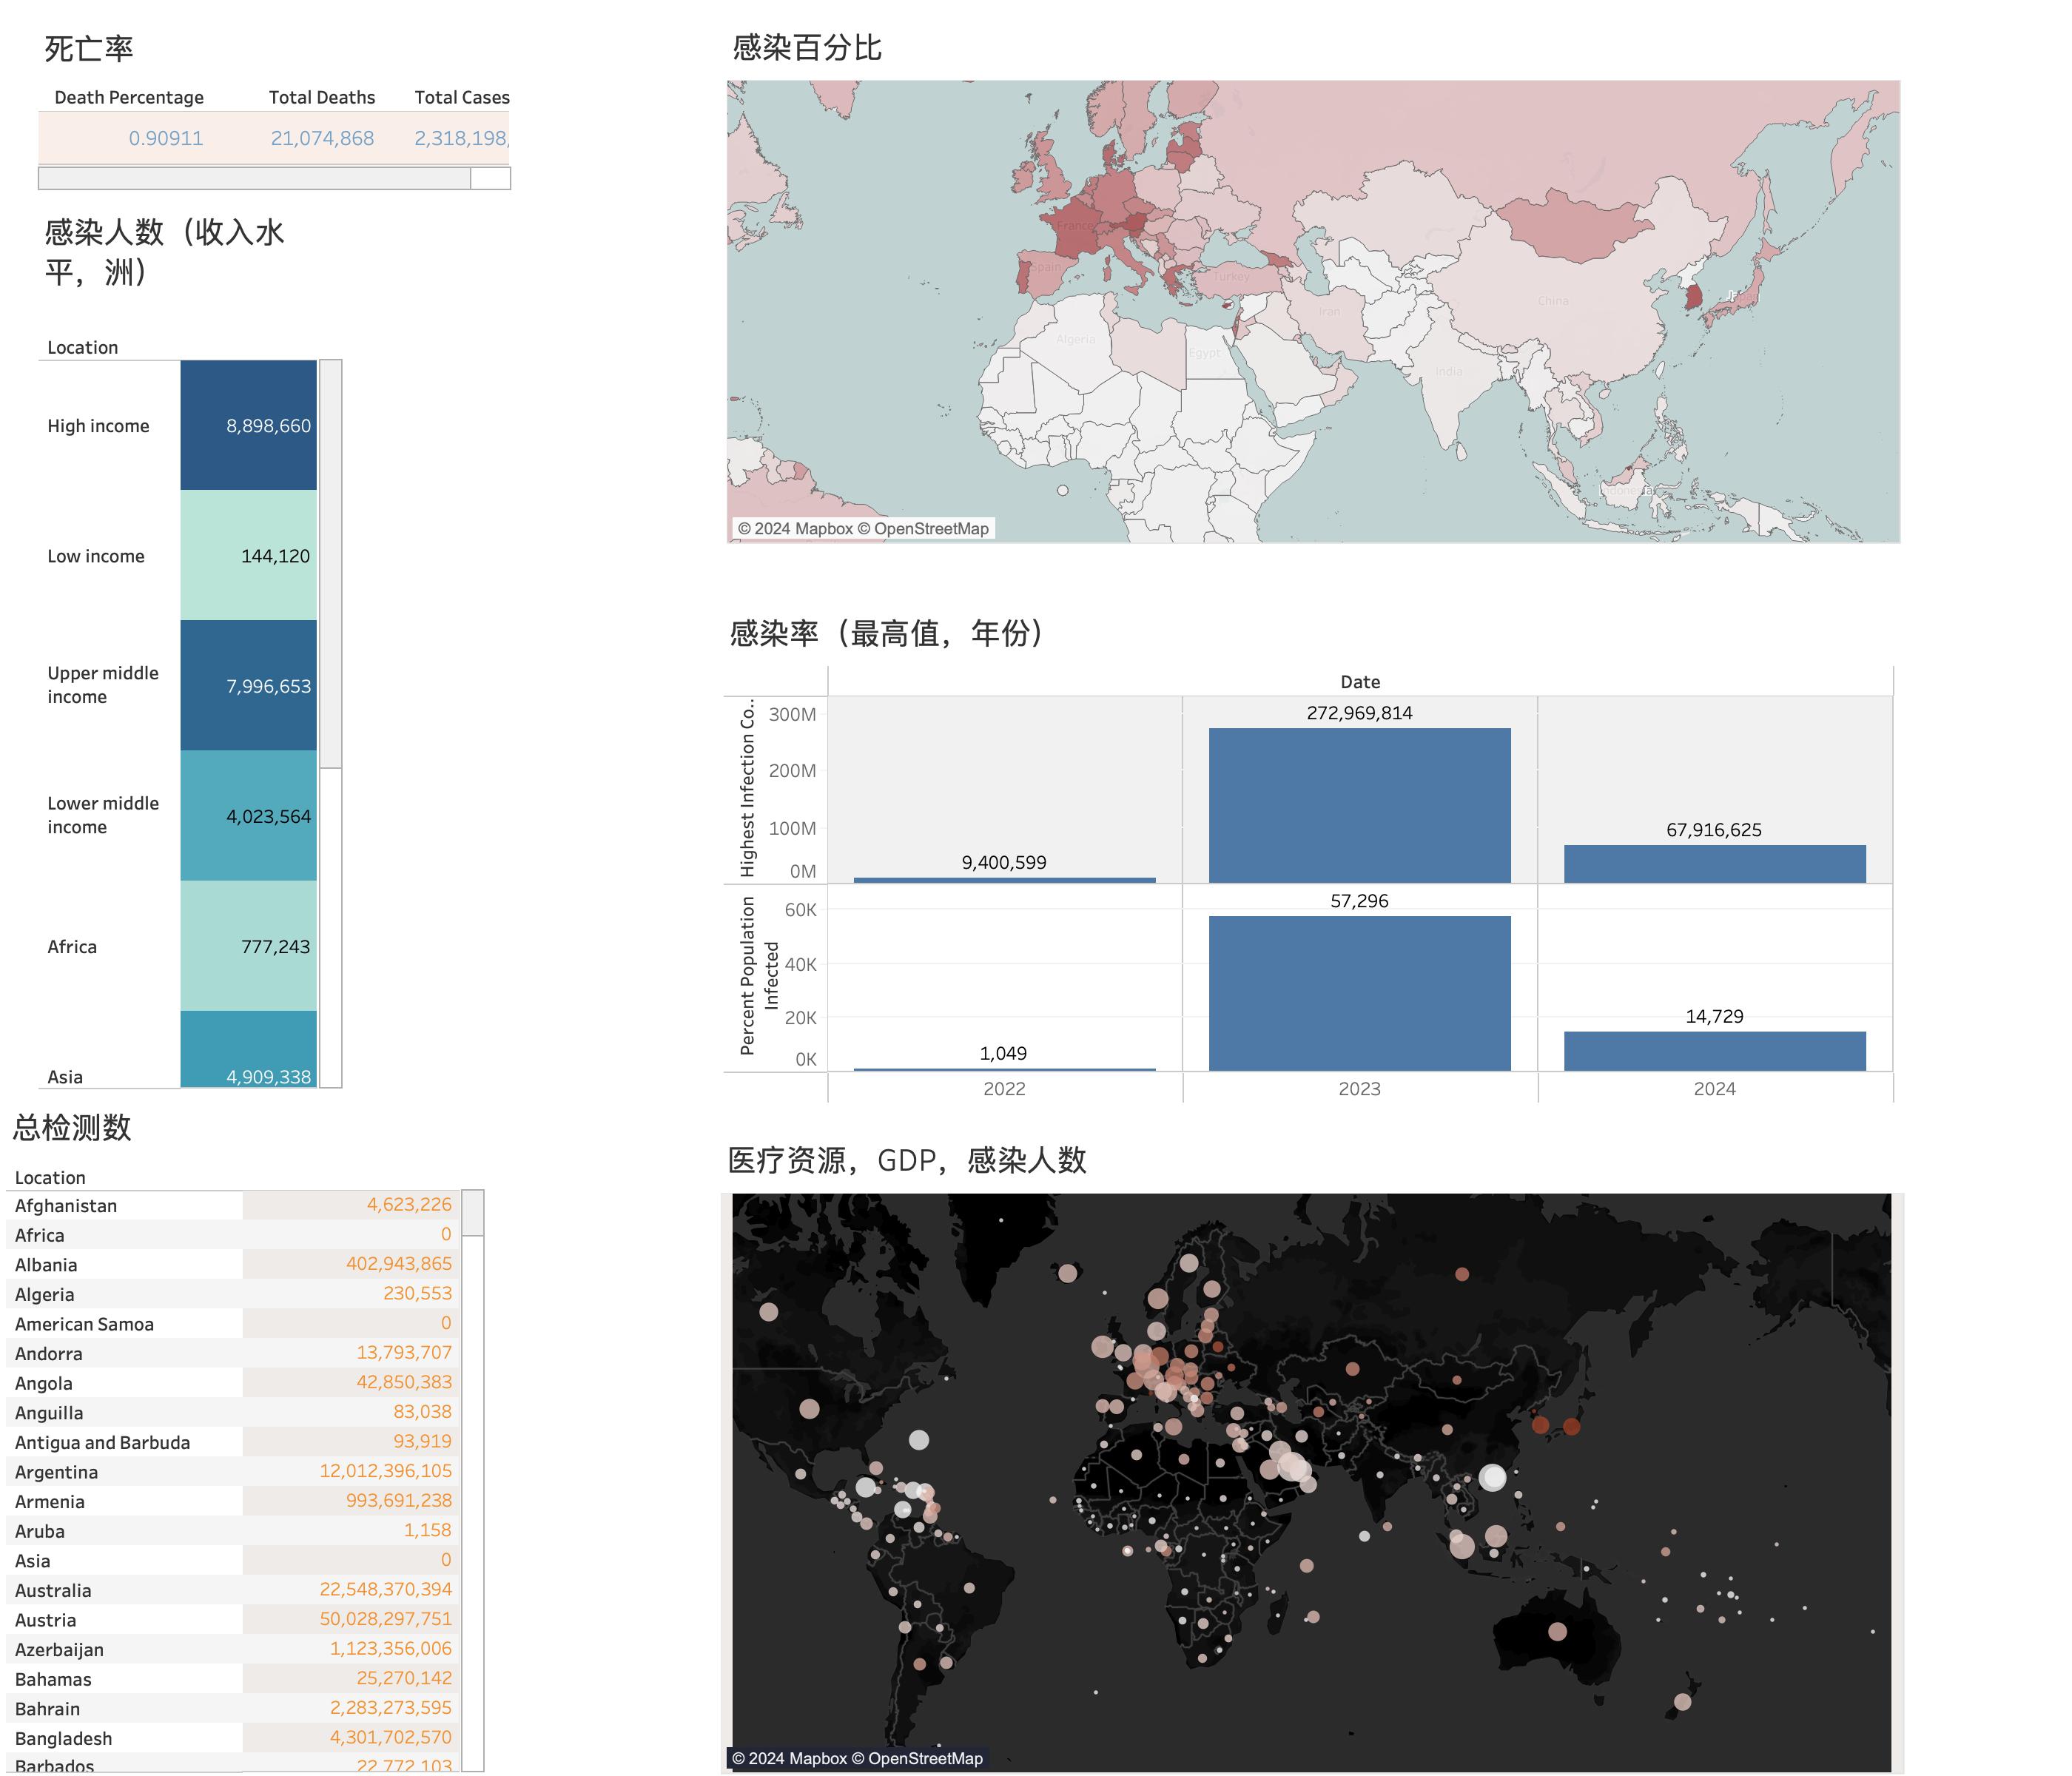 死亡率
Death Percentage Total Deaths Total Cases
0.90911 21,074,868 2,318,198,
感染人数（收入水
平，洲）
Location
High income 8,898,660
Low income 144,120
Upper middle
income 7,996,653
Lower middle
income 4,023,564
Africa 777,243
Asia 4,909,338
总检测数
Location
Afghanistan 4,623,226
Africa 0
Albania 402,943,865
Algeria 230,553
American Samoa 0
Andorra 13,793,707
Angola 42,850,383
Anguilla 83,038
Antigua and Barbuda 93,919
Argentina 12,012,396,105
Armenia 993,691,238
Aruba 1,158
Asia 0
Australia 22,548,370,394
Austria 50,028,297,751
Azerbaijan 1,123,356,006
Bahamas 25,270,142
Bahrain 2,283,273,595
Bangladesh 4,301,702,570
Barbados 22,772,103
感染百分比
France
Spain
Turkey
Iran
China
Algeria
Egypt
India
Indonesia
© 2024 Mapbox © OpenStreetMap
感染率（最高值，年份）
Date
Highest Infection Co..
300M
200M
100M
0M
9,400,599 272,969,814 67,916,625
Percent Population
Infected
60K
40K
20K
0K
1,049 57,296 14,729
2022 2023 2024
医疗资源，GDP，感染人数
© 2024 Mapbox © OpenStreetMap